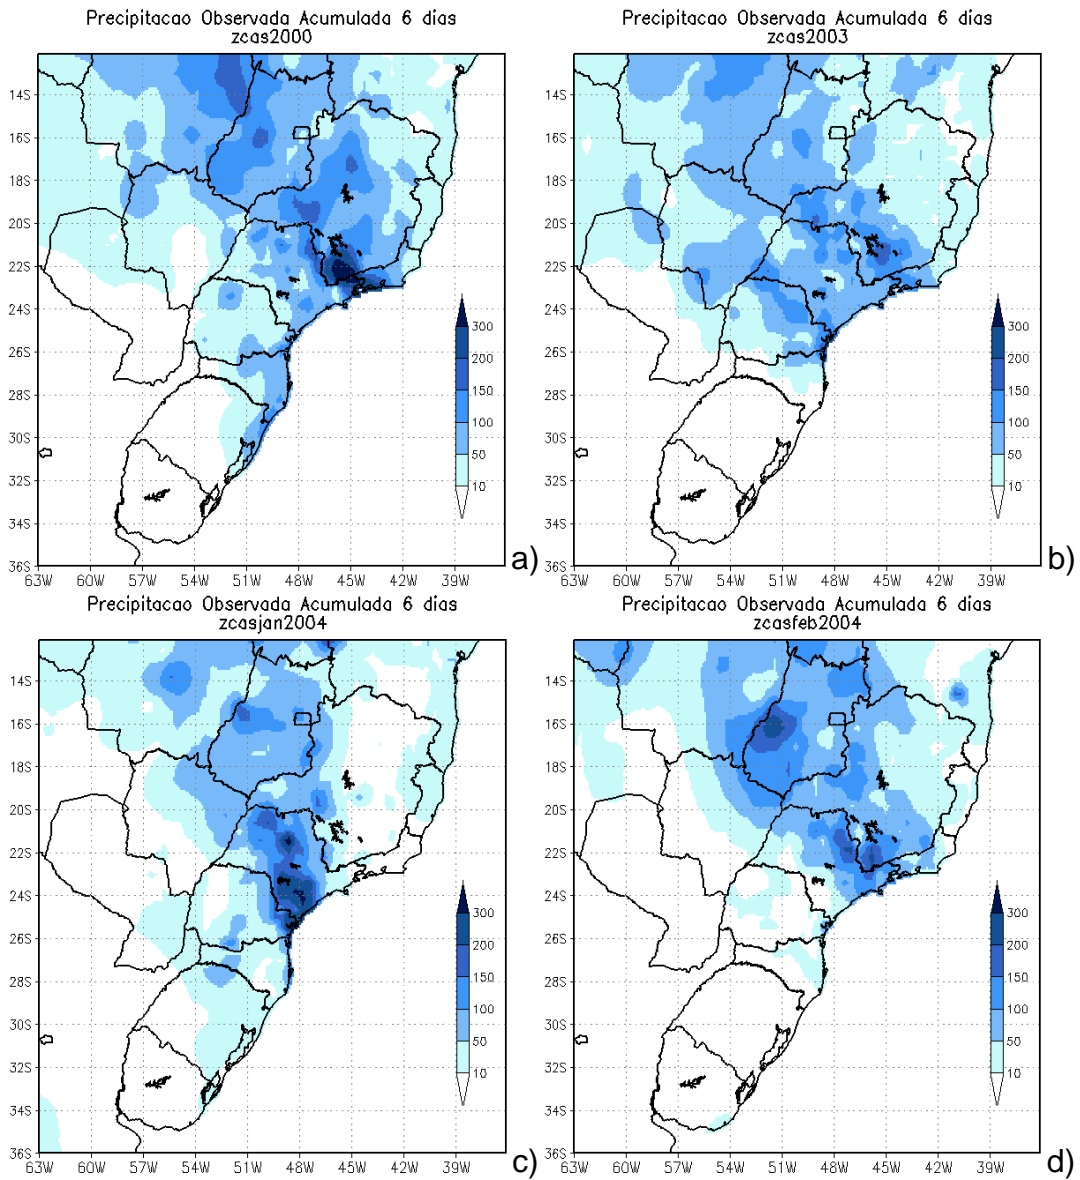 Precipitacao Observada Acumulada 6 dias
zcas2000
14S
16S
18S
20S
22S
24S
26S
28S
30S
32S
34S
36S
63W 60W 57W 54W 51W 48W 45W 42W 39W
300
200
150
100
50
10
a)
Precipitacao Observada Acumulada 6 dias
zcas2003
14S
16S
18S
20S
22S
24S
26S
28S
30S
32S
34S
36S
63W 60W 57W 54W 51W 48W 45W 42W 39W
300
200
150
100
50
10
b)
Precipitacao Observada Acumulada 6 dias
zcasjan2004
14S
16S
18S
20S
22S
24S
26S
28S
30S
32S
34S
36S
63W 60W 57W 54W 51W 48W 45W 42W 39W
300
200
150
100
50
10
c)
Precipitacao Observada Acumulada 6 dias
zcasfeb2004
14S
16S
18S
20S
22S
24S
26S
28S
30S
32S
34S
36S
63W 60W 57W 54W 51W 48W 45W 42W 39W
300
200
150
100
50
10
d)